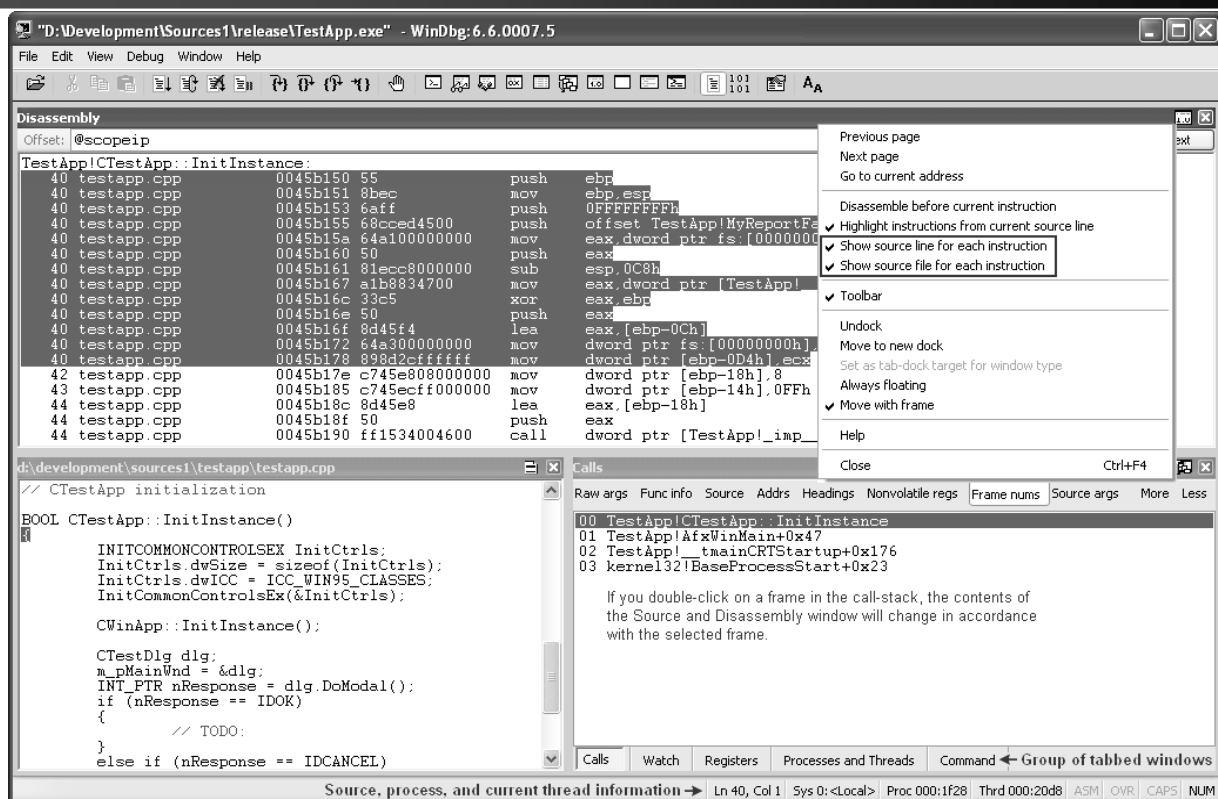 "D:\Development\Sources1\release\TestApp.exe" - WinDbg:6.6.0007.5
File Edit View Debug Window Help
Disassembly
Offset: @scopeip
TestApp!CTestApp::InitInstance:
40 testapp.cpp 0045b150 55 push ebp
40 testapp.cpp 0045b151 8bec mov ebp,esp
40 testapp.cpp 0045b153 6aff push 0FFFFFFFFh
40 testapp.cpp 0045b155 68cced4500 push offset TestApp!MyReportFa
40 testapp.cpp 0045b15a 64a100000000 mov eax,dword ptr fs:[0000000
40 testapp.cpp 0045b160 50 push eax
40 testapp.cpp 0045b161 81ecc8000000 sub esp,0C8h
40 testapp.cpp 0045b167 a1b8834700 mov eax,dword ptr [TestApp!_
40 testapp.cpp 0045b16c 33c5 xor eax,ebp
40 testapp.cpp 0045b16e 50 push eax
40 testapp.cpp 0045b16f 8d45f4 lea eax,[ebp-0Ch]
40 testapp.cpp 0045b172 64a300000000 mov dword ptr fs:[00000000h],
40 testapp.cpp 0045b178 898d2cffffff mov dword ptr [ebp-0D4h],ecx
42 testapp.cpp 0045b17e c745e808000000 mov dword ptr [ebp-18h],8
43 testapp.cpp 0045b185 c745ecff000000 mov dword ptr [ebp-14h],0FFh
44 testapp.cpp 0045b18c 8d45e8 lea eax,[ebp-18h]
44 testapp.cpp 0045b18f 50 push eax
44 testapp.cpp 0045b190 ff1534004600 call dword ptr [TestApp!_imp_
Previous page
Next page
Go to current address
Disassemble before current instruction
Highlight instructions from current source line
Show source line for each instruction
Show source file for each instruction
Toolbar
Undock
Move to new dock
Set as tab-dock target for window type
Always floating
Move with frame
Help
Close Ctrl+F4
ext
d:\development\sources1\testapp\testapp.cpp
// CTestApp initialization
BOOL CTestApp::InitInstance()
{
INITCOMMONCONTROLSEX InitCtrls;
InitCtrls.dwSize = sizeof(InitCtrls);
InitCtrls.dwICC = ICC_WIN95_CLASSES;
InitCommonControlsEx(&InitCtrls);
CWinApp::InitInstance();
CTestDlg dlg;
m_pMainWnd = &dlg;
INT_PTR nResponse = dlg.DoModal();
if (nResponse == IDOK)
{
// TODO:
}
else if (nResponse == IDCANCEL)
Calls
Raw args Func info Source Addrs Headings Nonvolatile regs Frame nums Source args More Less
00 TestApp!CTestApp::InitInstance
01 TestApp!AfxWinMain+0x47
02 TestApp!__tmainCRTStartup+0x176
03 kernel32!BaseProcessStart+0x23
If you double-click on a frame in the call-stack, the contents of
the Source and Disassembly window will change in accordance
with the selected frame.
Calls Watch Registers Processes and Threads Command Group of tabbed windows
Source, process, and current thread information Ln 40, Col 1 Sys 0:<Local> Proc 000:1f28 Thrd 000:20d8 ASM OVR CAPS NUM